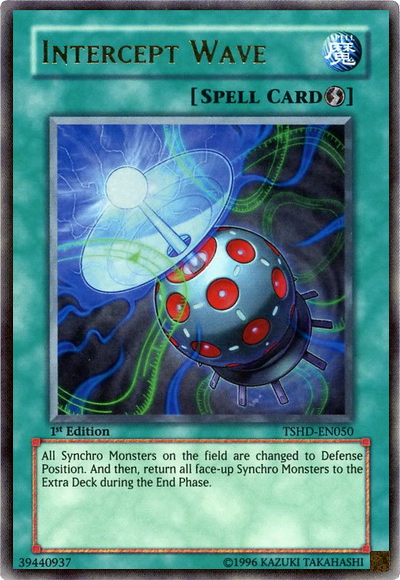 INTERCEPT WAVE
魔
[SPELL CARD]
1st Edition
TSHD-EN050
All Synchro Monsters on the field are changed to Defense
Position. And then, return all face-up Synchro Monsters to the
Extra Deck during the End Phase.
39440937
©1996 KAZUKI TAKAHASHI